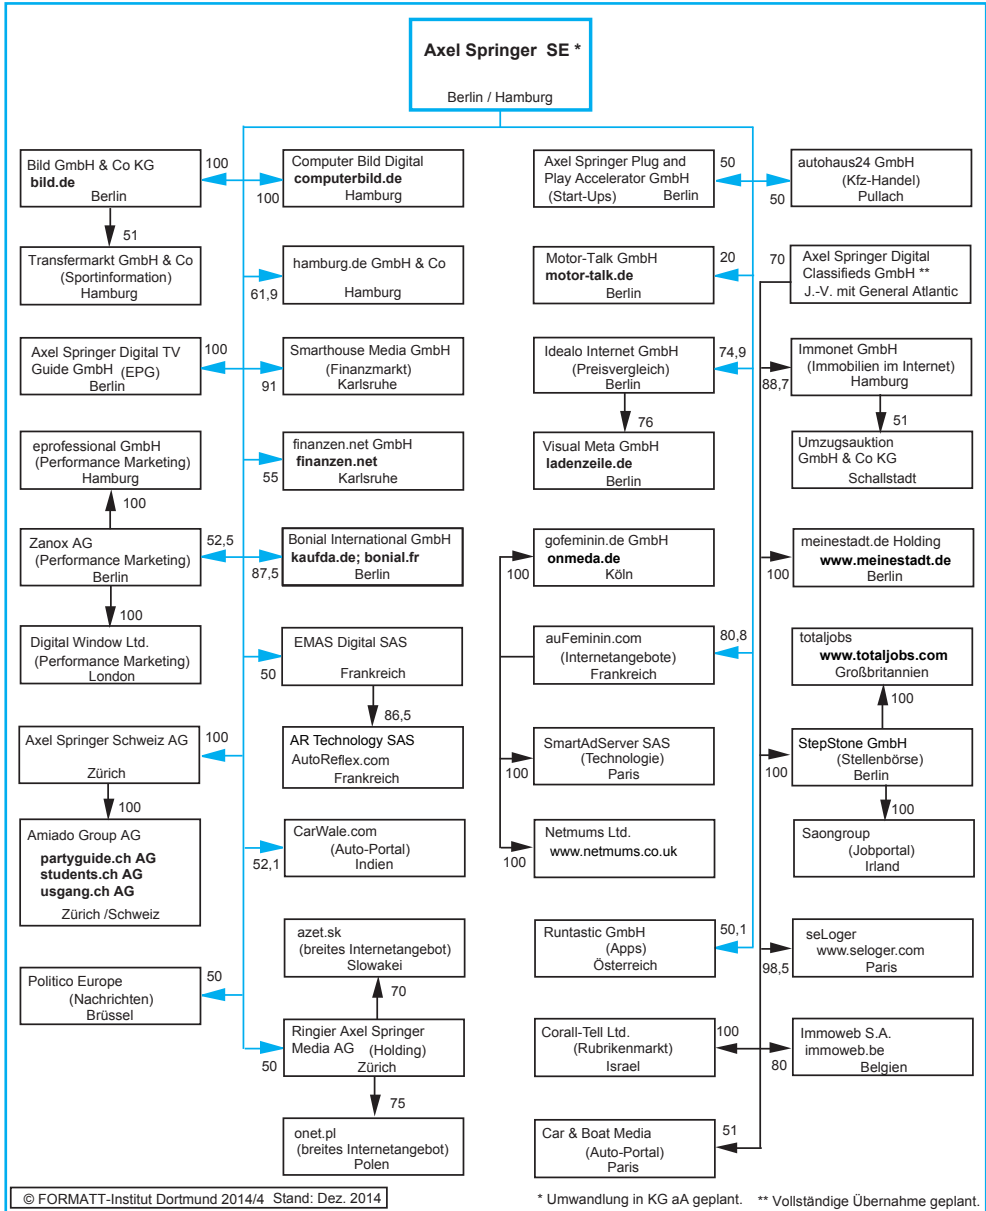 Axel Springer SE *
Berlin / Hamburg
Bild GmbH & Co KG
bild.de
Berlin
100
51
Transfermarkt GmbH & Co
(Sportinformation)
Hamburg
Axel Springer Digital TV
Guide GmbH (EPG)
Berlin
100
eprofessional GmbH
(Performance Marketing)
Hamburg
100
Zanox AG
(Performance Marketing)
Berlin
52,5
100
Digital Window Ltd.
(Performance Marketing)
London
Axel Springer Schweiz AG
Zürich
100
100
Amiado Group AG
partyguide.ch AG
students.ch AG
usgang.ch AG
Zürich /Schweiz
Politico Europe
(Nachrichten)
Brüssel
50
Computer Bild Digital
computerbild.de
Hamburg
100
hamburg.de GmbH & Co
Hamburg
61,9
Smarthouse Media GmbH
(Finanzmarkt)
Karlsruhe
91
finanzen.net GmbH
finanzen.net
Karlsruhe
55
Bonial International GmbH
kaufda.de; bonial.fr
Berlin
87,5
EMAS Digital SAS
Frankreich
50
86,5
AR Technology SAS
AutoReflex.com
Frankreich
CarWale.com
(Auto-Portal)
Indien
52,1
azet.sk
(breites Internetangebot)
Slowakei
70
Ringier Axel Springer
Media AG (Holding)
Zürich
50
75
onet.pl
(breites Internetangebot)
Polen
Axel Springer Plug and
Play Accelerator GmbH
(Start-Ups) Berlin
50
Motor-Talk GmbH
motor-talk.de
Berlin
20
Idealo Internet GmbH
(Preisvergleich)
Berlin
74,9
76
Visual Meta GmbH
ladenzeile.de
Berlin
gofeminin.de GmbH
onmeda.de
Köln
100
auFeminin.com
(Internetangebote)
Frankreich
80,8
SmartAdServer SAS
(Technologie)
Paris
100
Netmums Ltd.
www.netmums.co.uk
100
Runtastic GmbH
(Apps)
Österreich
50,1
Corall-Tell Ltd.
(Rubrikenmarkt)
Israel
100
Car & Boat Media
(Auto-Portal)
Paris
51
autohaus24 GmbH
(Kfz-Handel)
Pullach
50
70
Axel Springer Digital
Classifieds GmbH **
J.-V. mit General Atlantic
Immonet GmbH
(Immobilien im Internet)
Hamburg
88,7
51
Umzugsauktion
GmbH & Co KG
Schallstadt
meinestadt.de Holding
www.meinestadt.de
Berlin
100
totaljobs
www.totaljobs.com
Großbritannien
100
StepStone GmbH
(Stellenbörse)
Berlin
100
100
Saongroup
(Jobportal)
Irland
seLoger
www.seloger.com
Paris
98,5
Immoweb S.A.
immoweb.be
Belgien
80
© FORMATT-Institut Dortmund 2014/4 Stand: Dez. 2014
* Umwandlung in KG aA geplant. ** Vollständige Übernahme geplant.